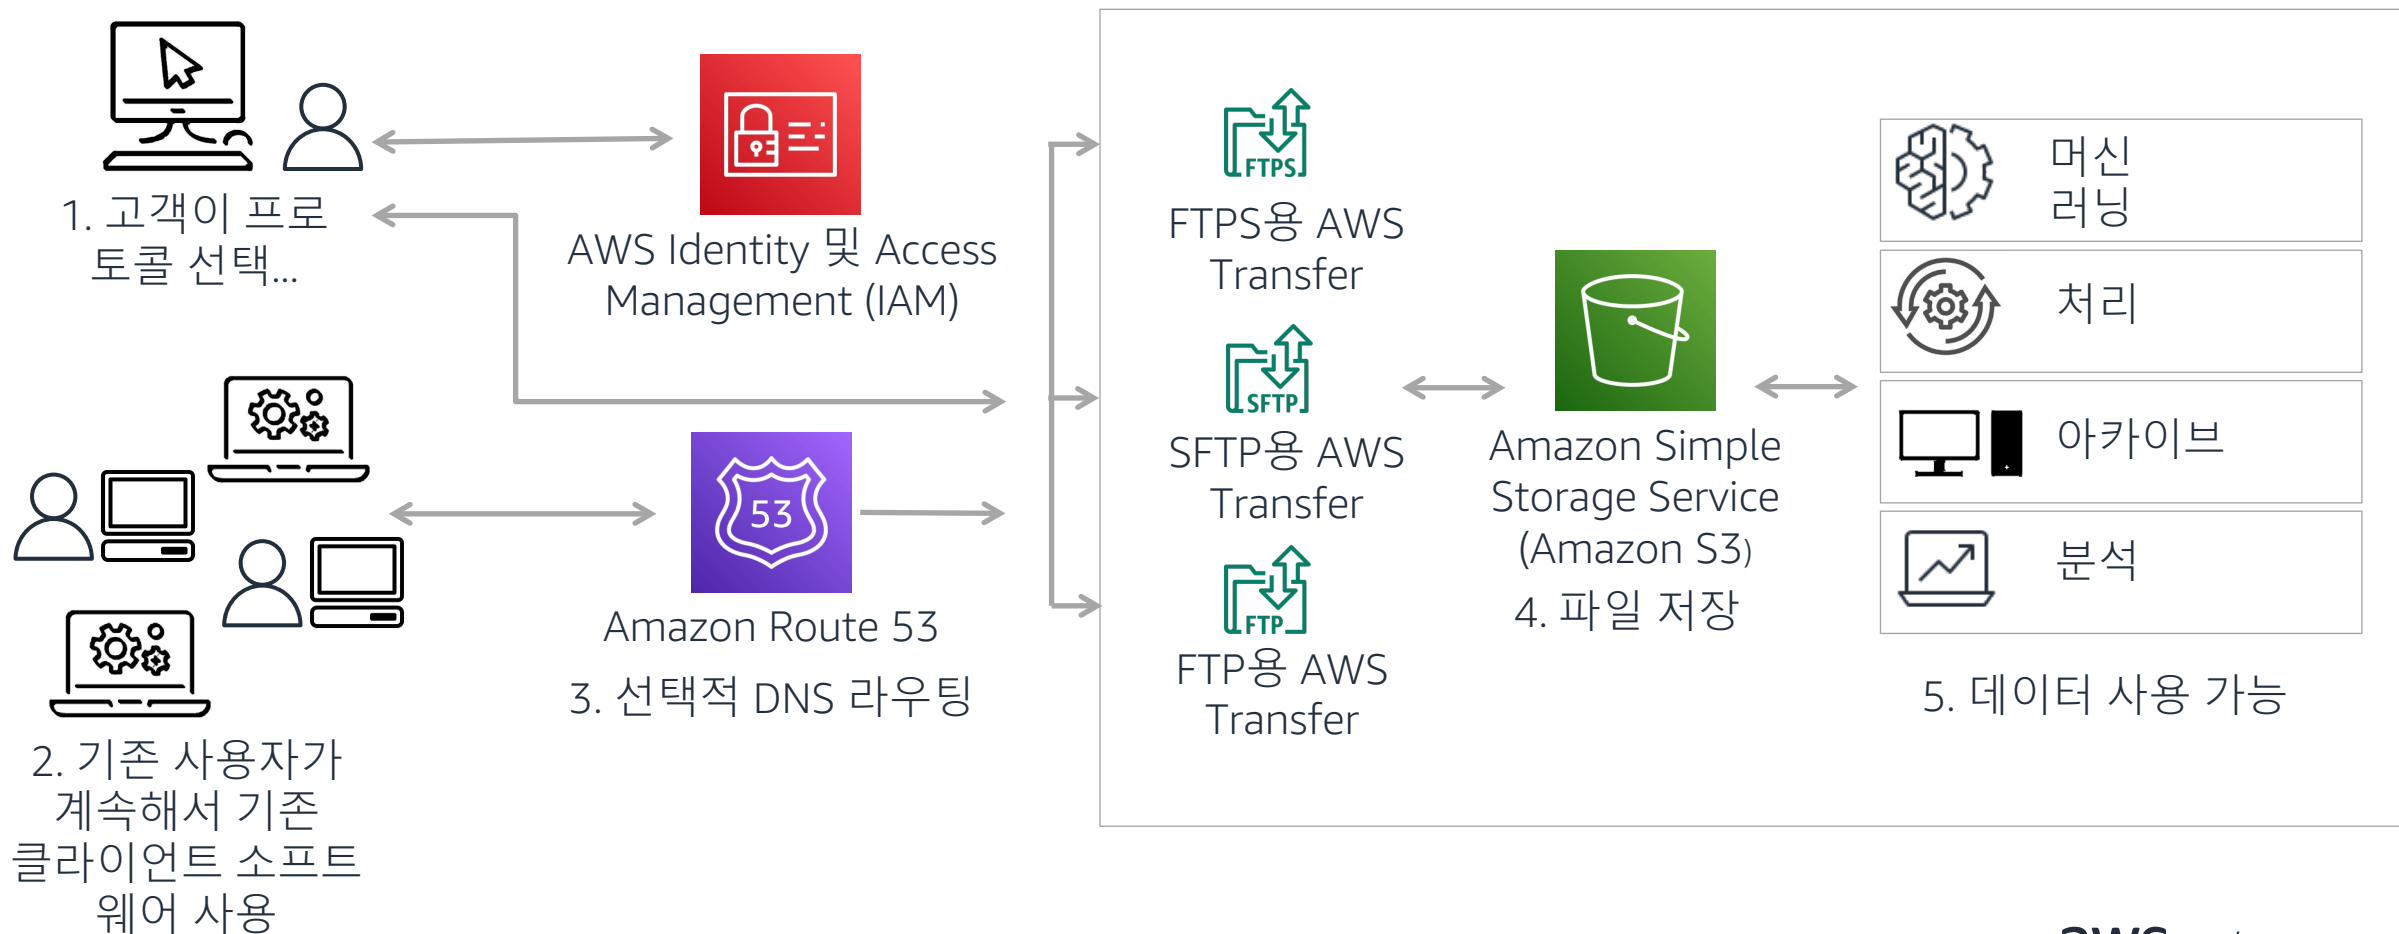 1. 고객이 프로
토콜 선택...
AWS Identity 및 Access
Management (IAM)
2. 기존 사용자가
계속해서 기존
클라이언트 소프트
웨어 사용
53
Amazon Route 53
3. 선택적 DNS 라우팅
FTPS
FTPS용 AWS
Transfer
SFTP
SFTP용 AWS
Transfer
FTP
FTP용 AWS
Transfer
Amazon Simple
Storage Service
(Amazon S3)
4. 파일 저장
머신
러닝
처리
아카이브
분석
5. 데이터 사용 가능
aws